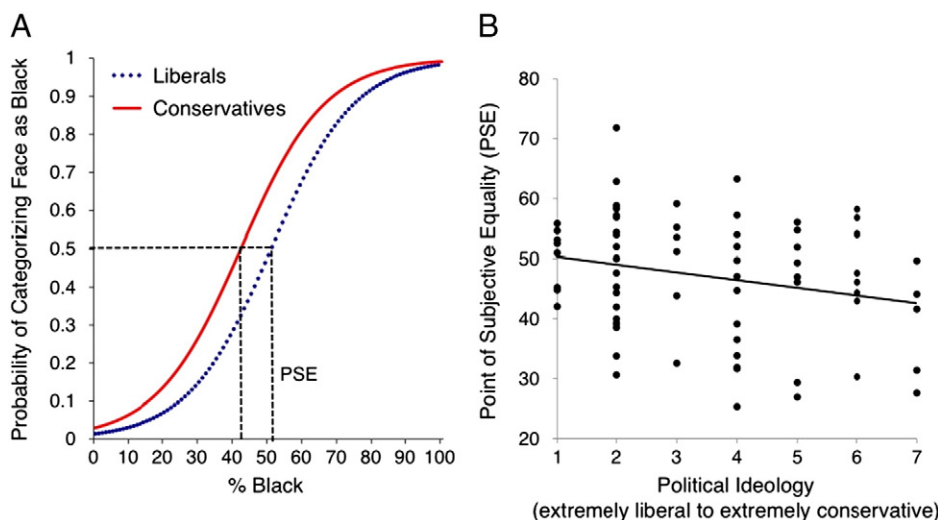 A
Probability of Categorizing Face as Black
1
0.9
0.8
0.7
0.6
0.5
0.4
0.3
0.2
0.1
0
Liberals
Conservatives
PSE
0 10 20 30 40 50 60 70 80 90 100
% Black
B
Point of Subjective Equality (PSE)
80
70
60
50
40
30
20
1 2 3 4 5 6 7
Political Ideology
(extremely liberal to extremely conservative)